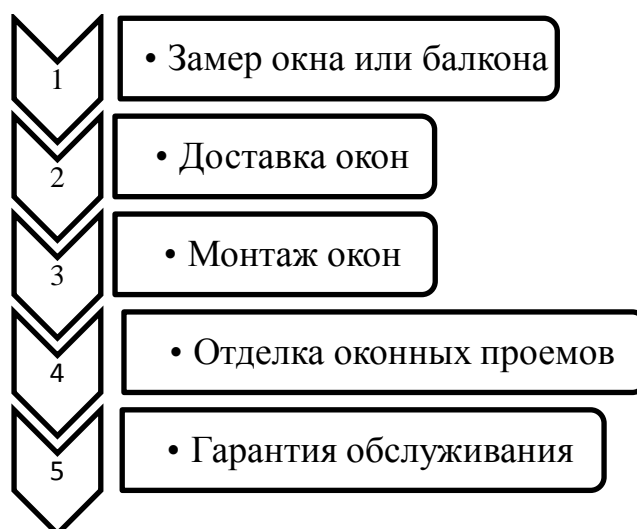 1
• Замер окна или балкона
2
• Доставка окон
3
• Монтаж окон
4
• Отделка оконных проемов
5
• Гарантия обслуживания